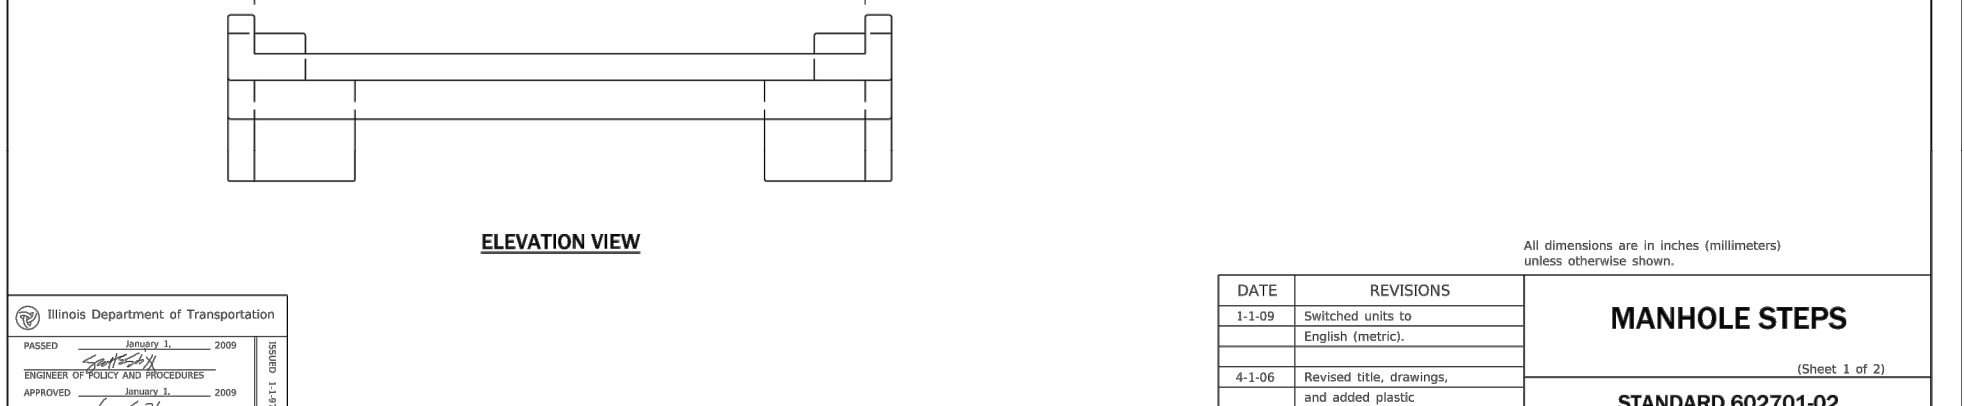 ELEVATION VIEW
All dimensions are in inches (millimeters)
unless otherwise shown.
Illinois Department of Transportation
PASSED January 1, 2009
ENGINEER OF POLICY AND PROCEDURES
APPROVED January 1, 2009
ISSUED 1-1-97
DATE REVISIONS
1-1-09 Switched units to
English (metric).
4-1-06 Revised title, drawings,
and added plastic
MANHOLE STEPS
(Sheet 1 of 2)
STANDARD 602701-02